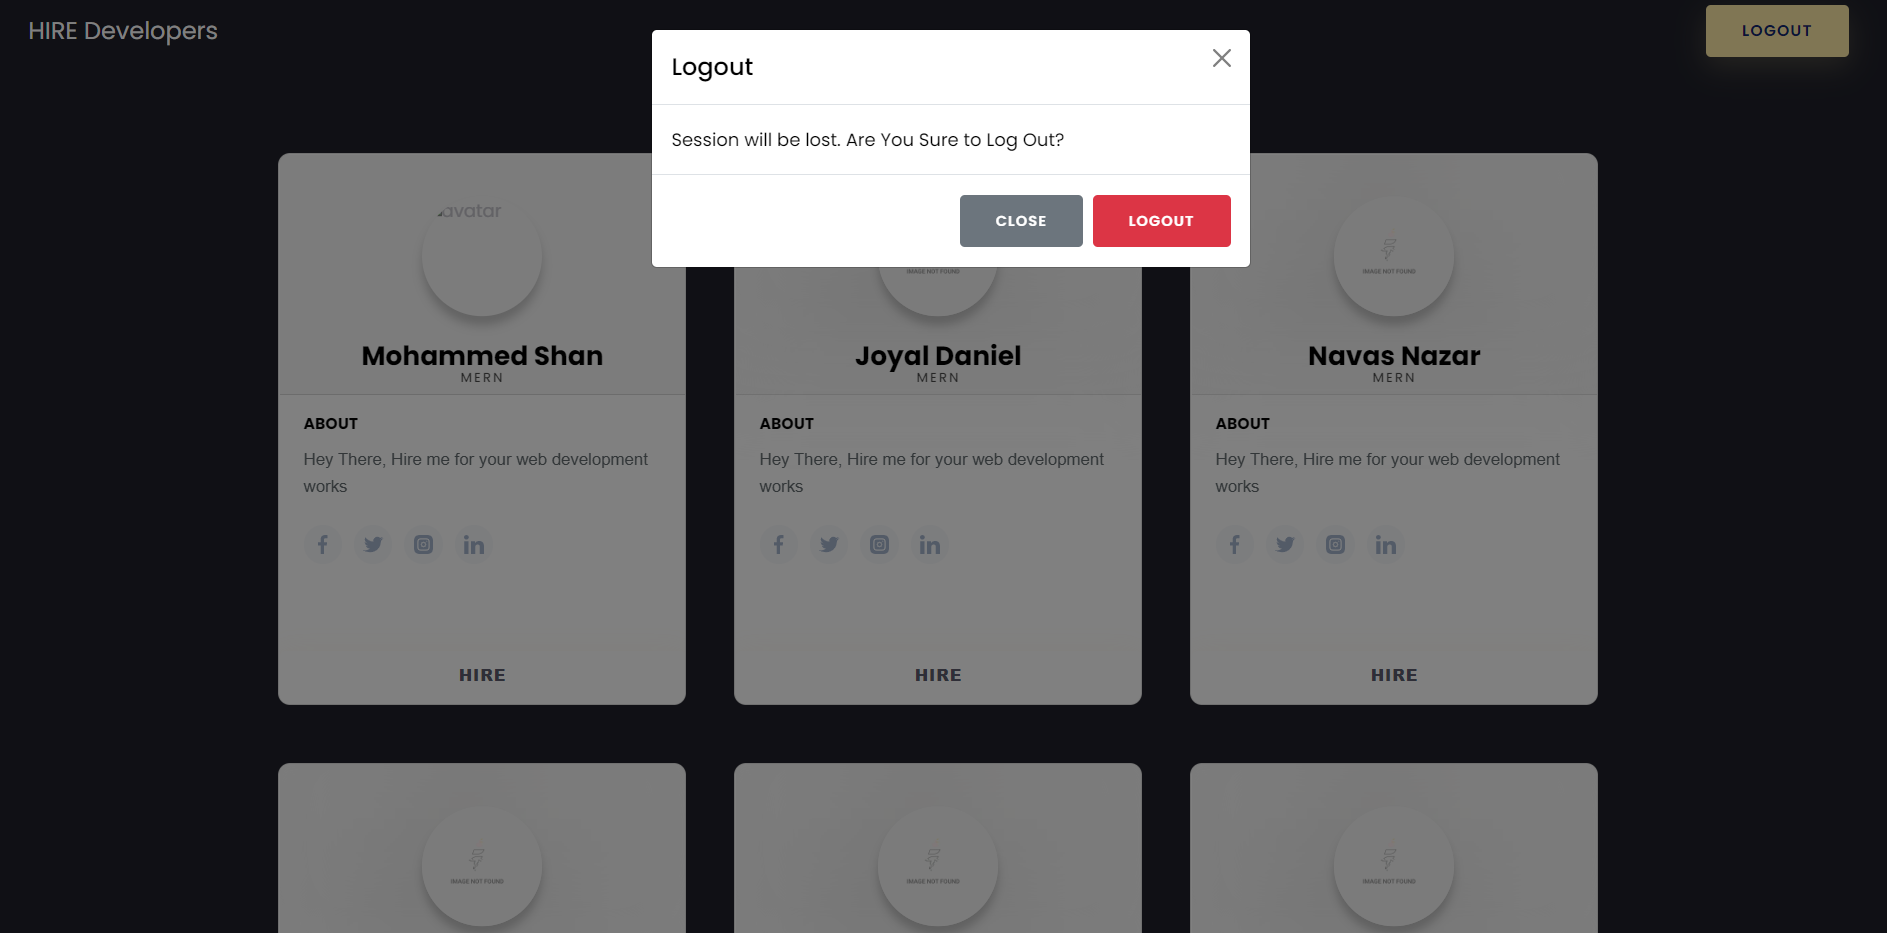 HIRE Developers
LOGOUT
Logout
Session will be lost. Are You Sure to Log Out?
CLOSE
LOGOUT
avatar
Mohammed Shan
MERN
ABOUT
Hey There, Hire me for your web development
works
HIRE
IMAGE NOT FOUND
Joyal Daniel
MERN
ABOUT
Hey There, Hire me for your web development
works
HIRE
IMAGE NOT FOUND
Navas Nazar
MERN
ABOUT
Hey There, Hire me for your web development
works
HIRE
IMAGE NOT FOUND
IMAGE NOT FOUND
IMAGE NOT FOUND